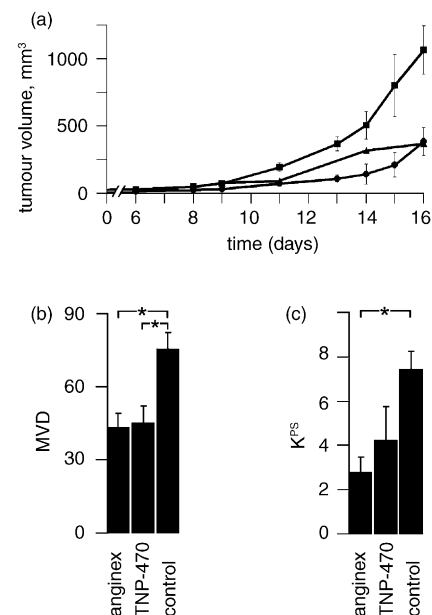 (a)
tumour volume, mm³
1000
500
0
0 6 8 10 12 14 16
time (days)
(b)
MVD
90
60
30
0
* *
anginex
TNP-470
control
(c)
Kᴾˢ
8
6
4
2
0
*
anginex
TNP-470
control